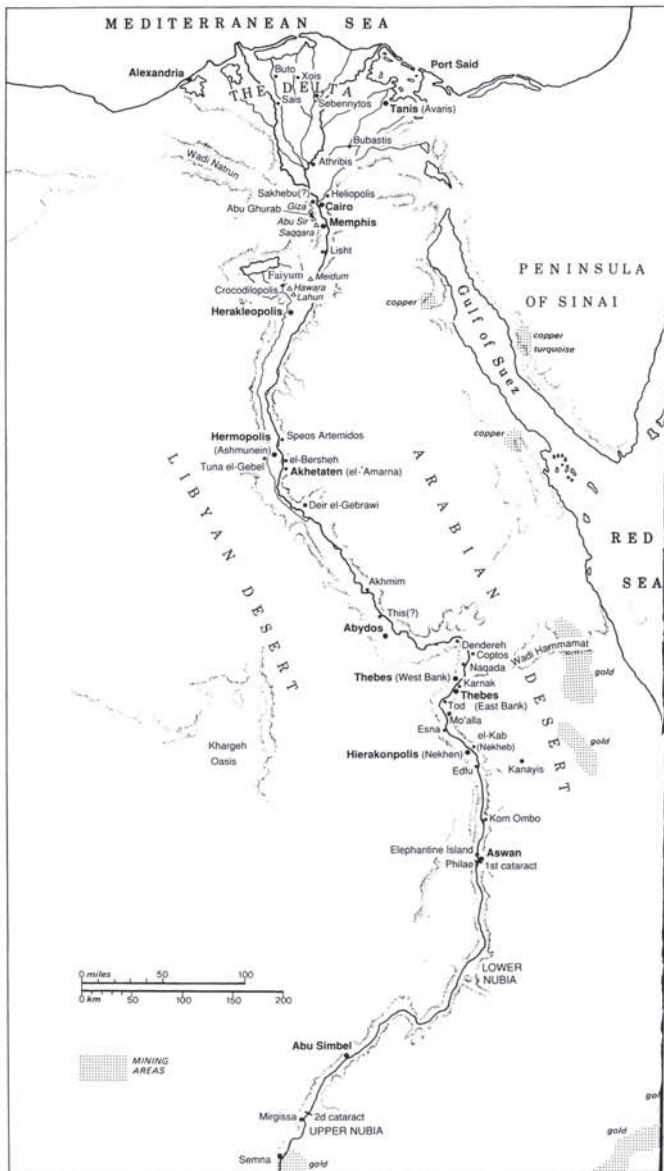 MEDITERRANEAN SEA
Alexandria
Port Said
Buto
Xois
THE DELTA
Sais
Sebennytos
Tanis (Avaris)
Bubastis
Wadi Natrun
Athribis
Sakhebu(?)
Heliopolis
Giza
Cairo
Abu Ghurab
Abu Sir
Memphis
Saqqara
Lisht
Faiyum
Meidum
Crocodilopolis
Hawara
Lahun
Herakleopolis
copper
Gulf of Suez
PENINSULA
OF SINAI
copper
turquoise
copper
Hermopolis
(Ashmunein)
Speos Artemidos
Tuna el-Gebel
el-Bersheh
Akhetaten (el-'Amarna)
Deir el-Gebrawi
LIBYAN DESERT
ARABIAN DESERT
RED
SEA
Akhmim
This(?)
Abydos
Dendereh
Coptos
Wadi Hammamat
Naqada
gold
Thebes (West Bank)
Karnak
Thebes
(East Bank)
Tod
Mo'alla
Esna
el-Kab
(Nekheb)
gold
Hierakonpolis (Nekhen)
Edfu
Kanayis
Khargeh
Oasis
Kom Ombo
Elephantine Island
Aswan
Philae
1st cataract
0 miles 50 100
0 km 50 100 150 200
LOWER
NUBIA
MINING
AREAS
Abu Simbel
Mirgissa
2d cataract
UPPER NUBIA
Semna
gold
gold
gold